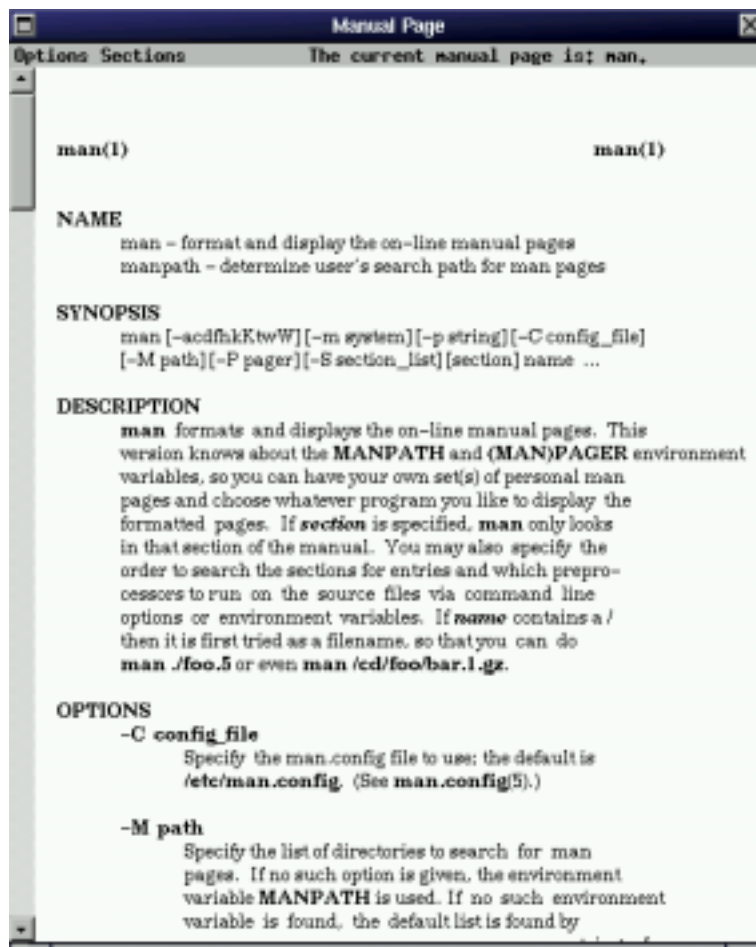 Manual Page
Options Sections The current manual page is: man.
man(1) man(1)
NAME
man – format and display the on–line manual pages
manpath – determine user's search path for man pages
SYNOPSIS
man [–acdfhkKtwW] [–m system] [–p string] [–C config_file]
[–M path] [–P pager] [–S section_list] [section] name ...
DESCRIPTION
man formats and displays the on–line manual pages. This
version knows about the MANPATH and (MAN)PAGER environment
variables, so you can have your own set(s) of personal man
pages and choose whatever program you like to display the
formatted pages. If section is specified, man only looks
in that section of the manual. You may also specify the
order to search the sections for entries and which prepro–
cessors to run on the source files via command line
options or environment variables. If name contains a /
then it is first tried as a filename, so that you can do
man ./foo.5 or even man /cd/foo/bar.1.gz.
OPTIONS
–C config_file
Specify the man.config file to use; the default is
/etc/man.config. (See man.config(5).)
–M path
Specify the list of directories to search for man
pages. If no such option is given, the environment
variable MANPATH is used. If no such environment
variable is found, the default list is found by